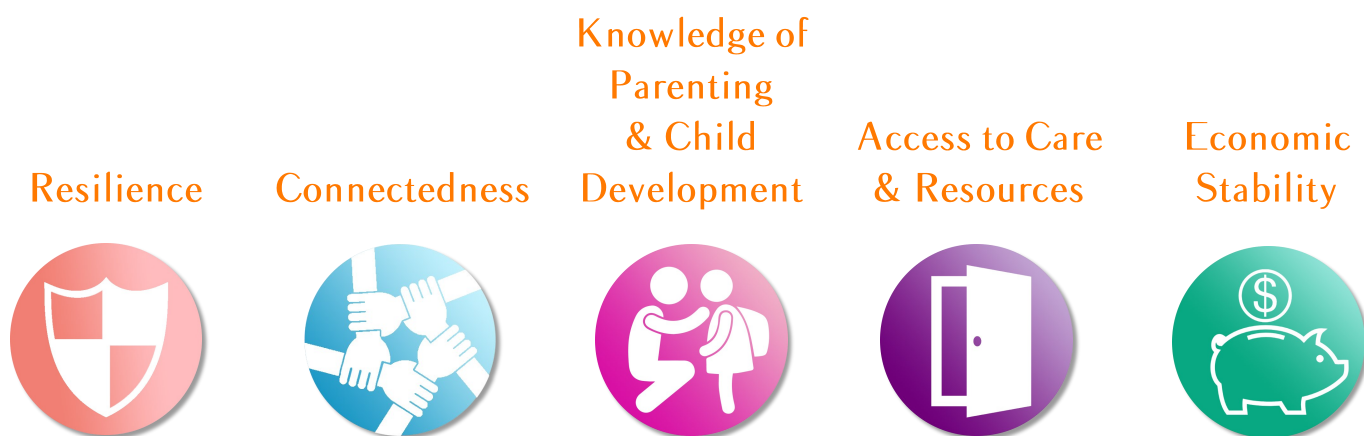 Resilience
Connectedness
Knowledge of
Parenting
& Child
Development
Access to Care
& Resources
Economic
Stability
$